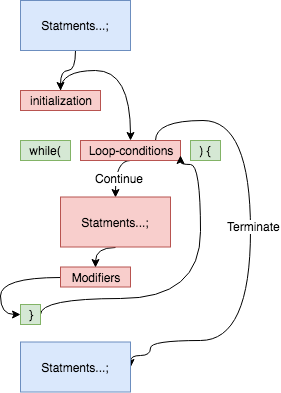 Statments...;
initialization
while( Loop-conditions ) {
Continue
Statments...;
Terminate
Modifiers
}
Statments...;